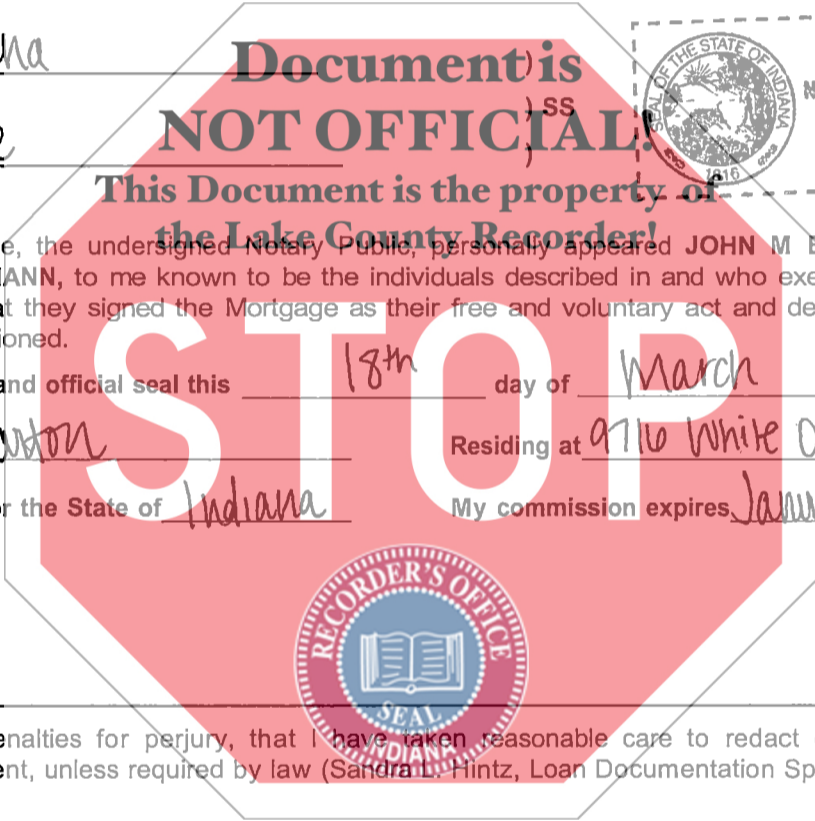 na
Document is
)
) SS
NOT OFFICIAL!
)
SEAL OF THE STATE OF INDIANA
1816
This Document is the property of
the Lake County Recorder!
e, the undersigned Notary Public, personally appeared JOHN M
ANN, to me known to be the individuals described in and who exe
t they signed the Mortgage as their free and voluntary act and de
ioned.
STOP
and official seal this 18th day of March
Residing at 9716 White O
r the State of Indiana My commission expires Janu
RECORDER'S OFFICE
SEAL
INDIANA
enalties for perjury, that I have taken reasonable care to redact
ent, unless required by law (Sandra L. Hintz, Loan Documentation Sp